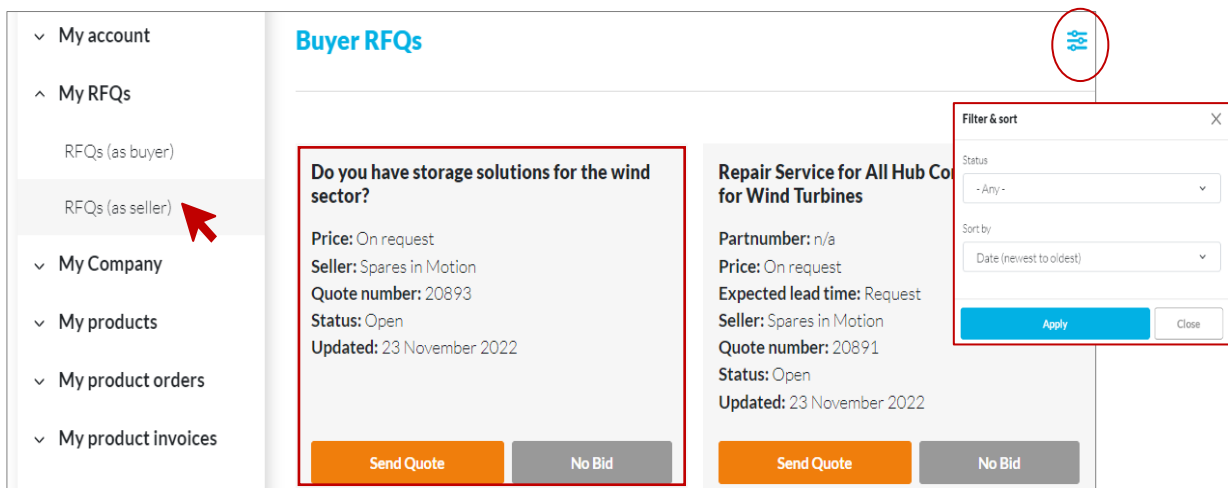 My account
My RFQs
RFQs (as buyer)
RFQs (as seller)
My Company
My products
My product orders
My product invoices
Buyer RFQs
Do you have storage solutions for the wind
sector?
Price: On request
Seller: Spares in Motion
Quote number: 20893
Status: Open
Updated: 23 November 2022
Send Quote
No Bid
Repair Service for All Hub
for Wind Turbines
Partnumber: n/a
Price: On request
Expected lead time: Request
Seller: Spares in Motion
Quote number: 20891
Status: Open
Updated: 23 November 2022
Send Quote
No Bid
Filter & sort
X
Status
- Any -
Sort by
Date (newest to oldest)
Apply
Close